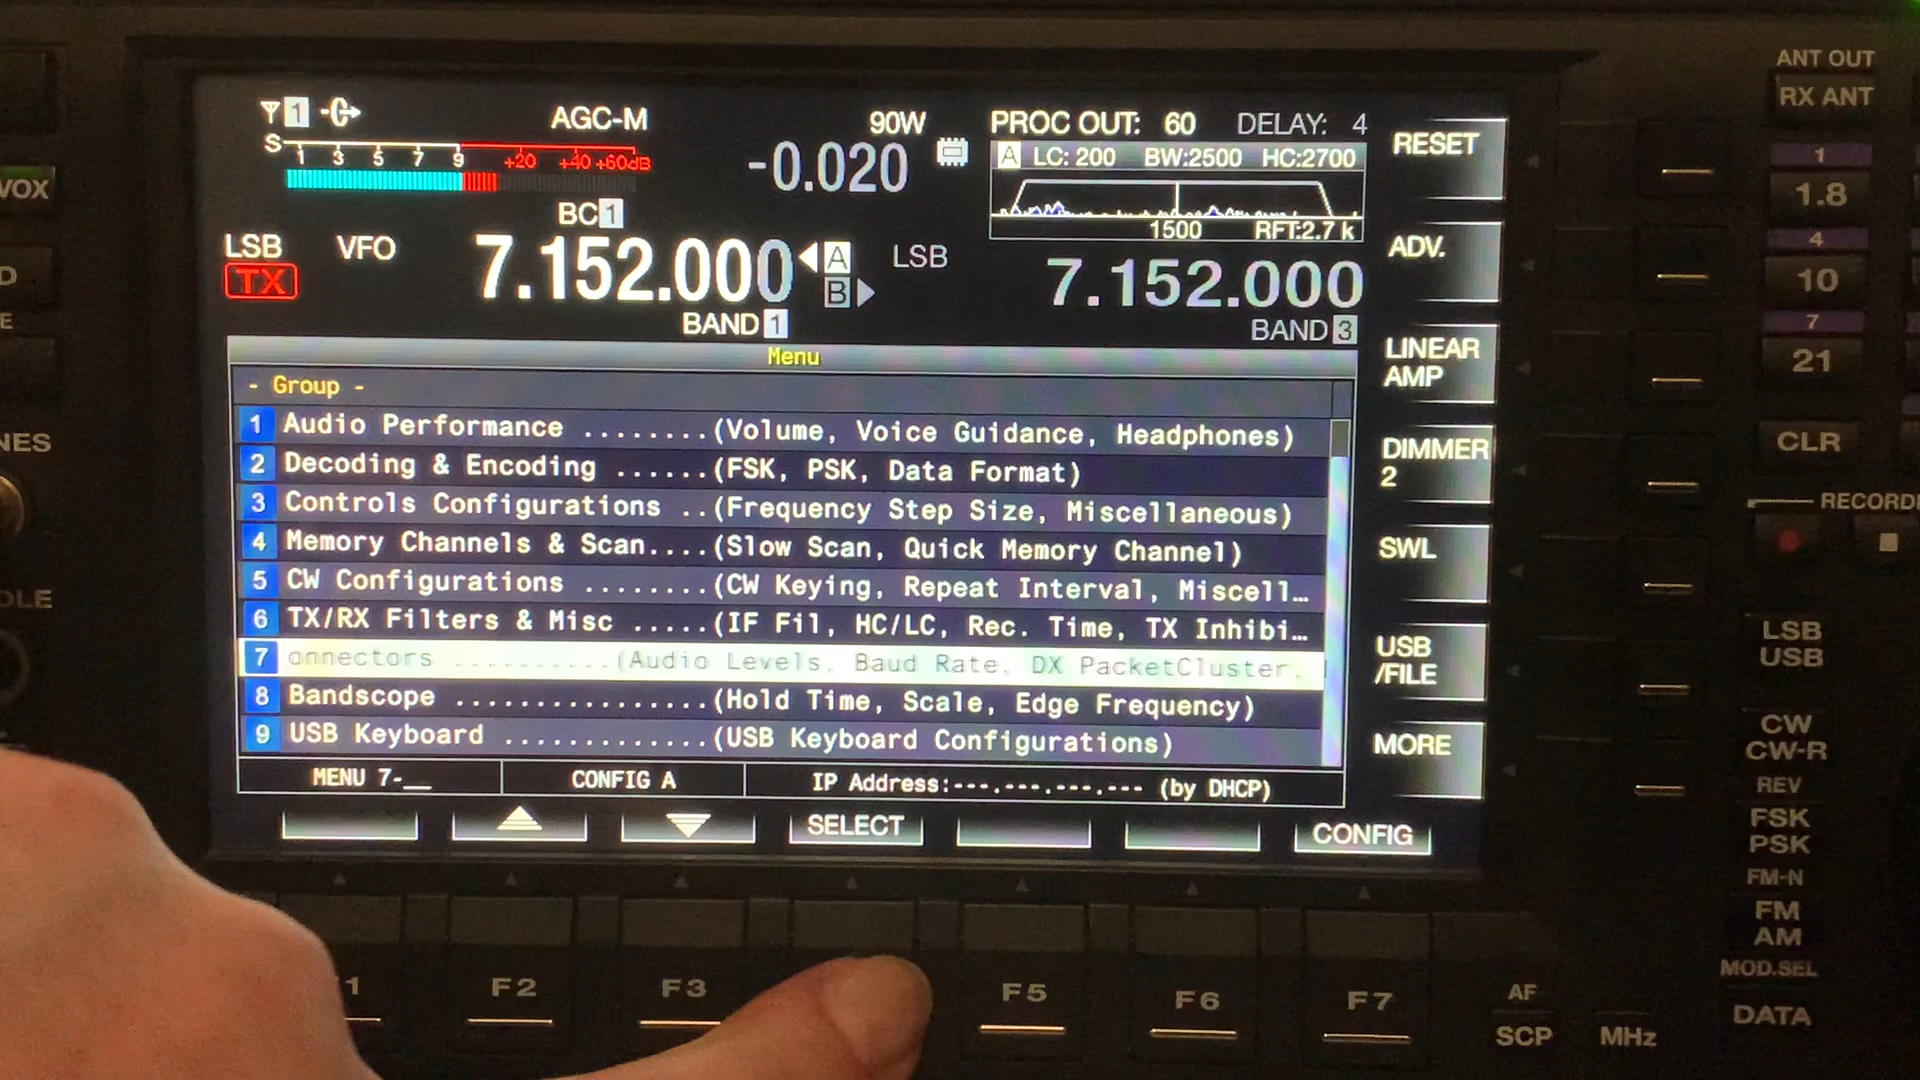 1 AGC-M 90W PROC OUT: 60 DELAY: 4 RESET
S 1 3 5 7 9 +20 +40 +60dB -0.020 A LC: 200 BW:2500 HC:2700
BC 1 1500 RFT:2.7 k
LSB VFO 7.152.000 A LSB 7.152.000 ADV.
TX B
BAND 1 BAND 3
LINEAR
AMP
DIMMER
2
SWL
USB
/FILE
MORE
Menu
- Group -
1 Audio Performance ........(Volume, Voice Guidance, Headphones)
2 Decoding & Encoding ......(FSK, PSK, Data Format)
3 Controls Configurations ..(Frequency Step Size, Miscellaneous)
4 Memory Channels & Scan....(Slow Scan, Quick Memory Channel)
5 CW Configurations ........(CW Keying, Repeat Interval, Miscell...
6 TX/RX Filters & Misc .....(IF Fil, HC/LC, Rec. Time, TX Inhibi...
7 onnectors ..........(Audio Levels, Baud Rate, DX PacketCluster,
8 Bandscope ................(Hold Time, Scale, Edge Frequency)
9 USB Keyboard .............(USB Keyboard Configurations)
MENU 7-__ CONFIG A IP Address:---.---.---.--- (by DHCP)
SELECT CONFIG
1 F2 F3 F5 F6 F7
AF
SCP MHz
VOX
D
E
NES
OLE
ANT OUT
RX ANT
1
1.8
4
10
7
21
CLR
RECORDI
LSB
USB
CW
CW-R
REV
FSK
PSK
FM-N
FM
AM
MOD.SEL
DATA